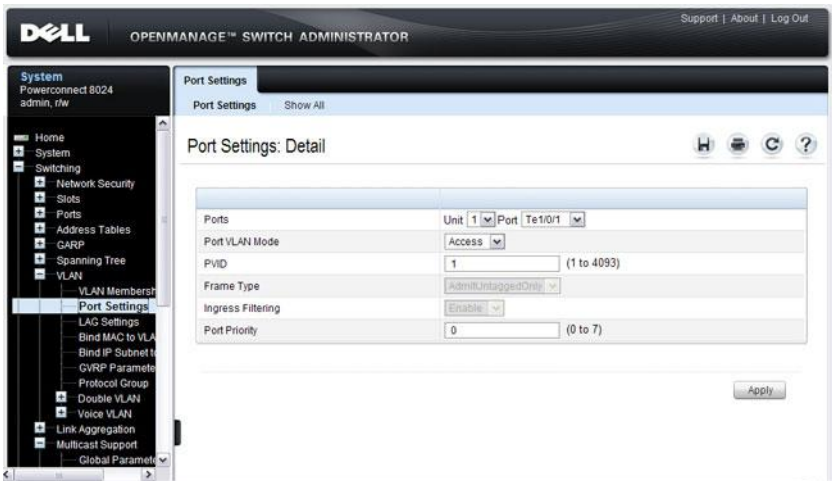 Support | About | Log Out
DELL OPENMANAGE™ SWITCH ADMINISTRATOR
System
Powerconnect 8024
admin, r/w
Home
System
Switching
Network Security
Slots
Ports
Address Tables
GARP
Spanning Tree
VLAN
VLAN Membersh
Port Settings
LAG Settings
Bind MAC to VLA
Bind IP Subnet to
GVRP Paramete
Protocol Group
Double VLAN
Voice VLAN
Link Aggregation
Multicast Support
Global Paramete
Port Settings
Port Settings Show All
Port Settings: Detail
Ports Unit 1 Port Te1/0/1
Port VLAN Mode Access
PVID 1 (1 to 4093)
Frame Type AdmitUntaggedOnly
Ingress Filtering Enable
Port Priority 0 (0 to 7)
Apply